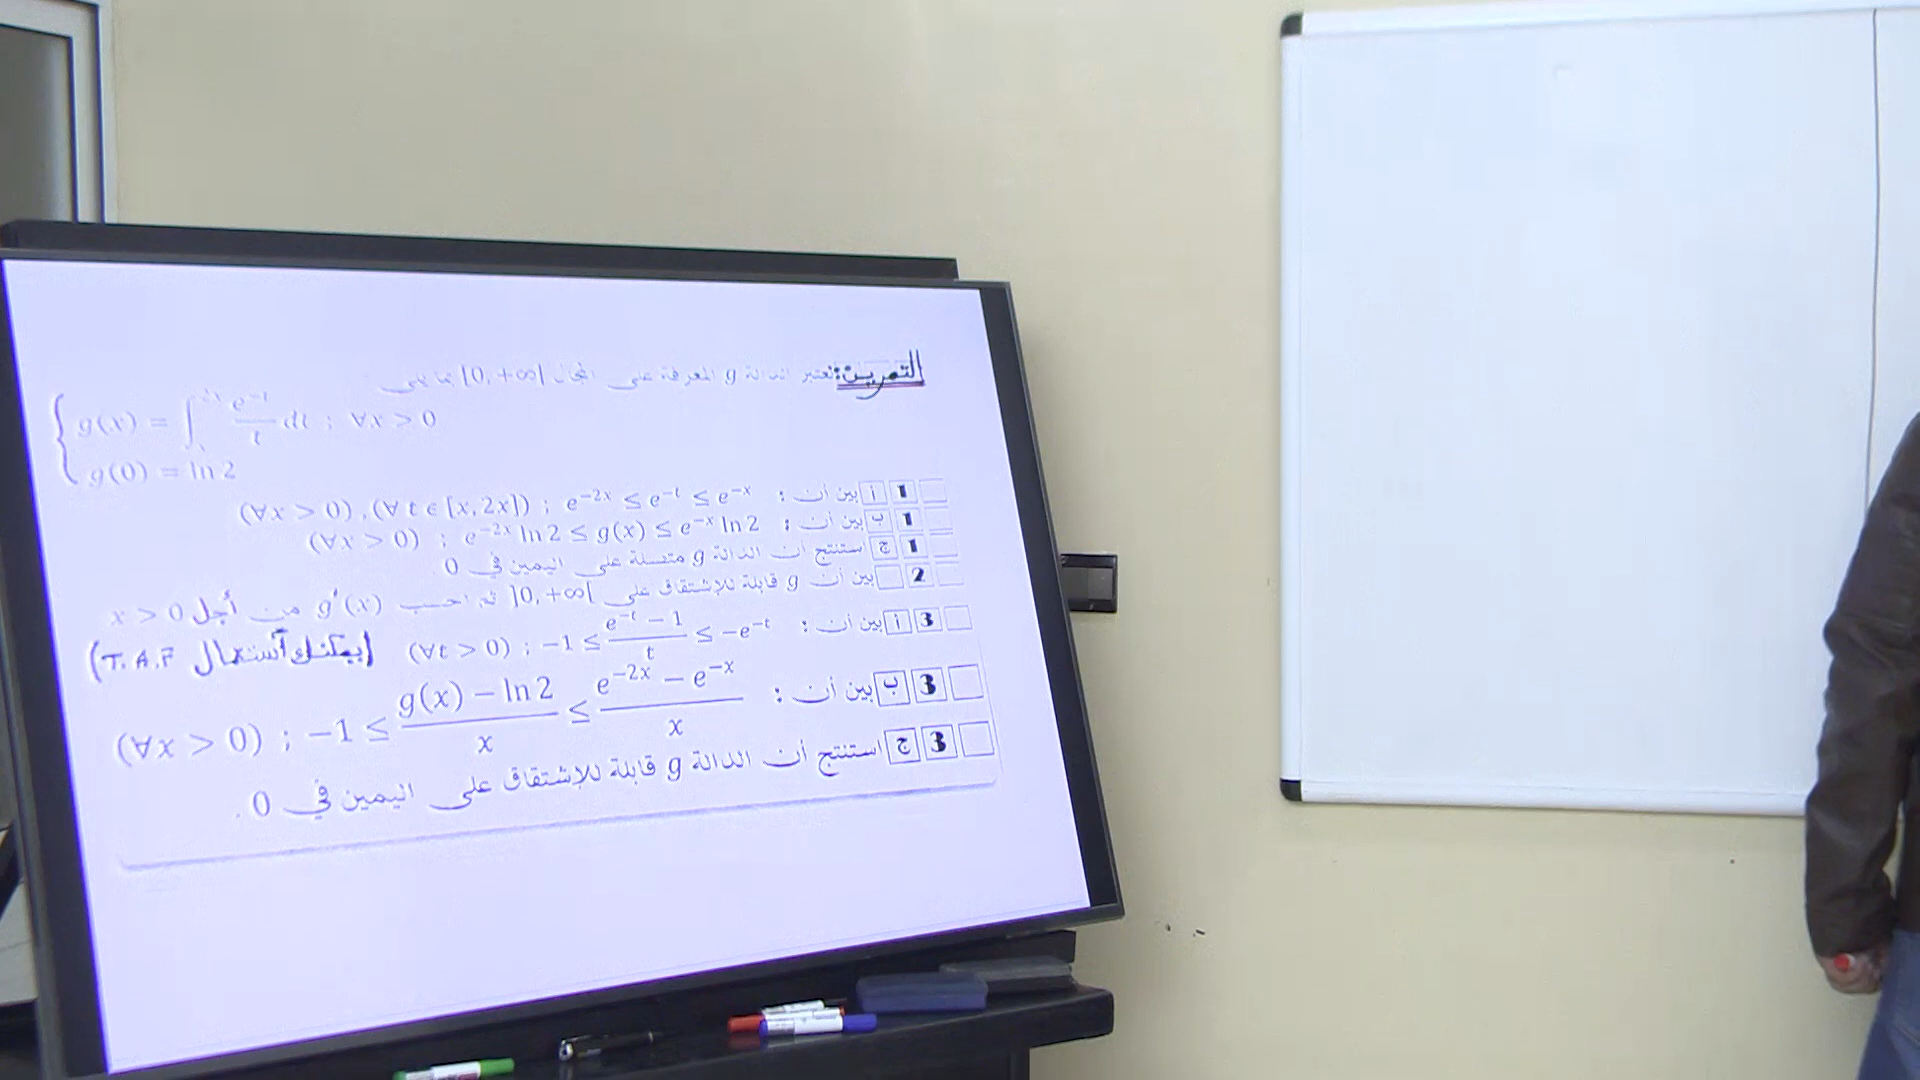 التمرين: نعتبر الدالة g المعرفة على المجال [0, +∞[ بما يلي
{ g(x) = ∫ₓ²ˣ e⁻ᵗ/t dt ; ∀x > 0
g(0) = ln 2
1 أ بين أن : (∀x > 0), (∀ t ∈ [x, 2x]) ; e⁻²ˣ ≤ e⁻ᵗ ≤ e⁻ˣ
1 ب بين أن : (∀x > 0) ; e⁻²ˣ ln 2 ≤ g(x) ≤ e⁻ˣ ln 2
1 ج استنتج أن الدالة g متصلة على اليمين في 0
2 بين أن g قابلة للإشتقاق على ]0, +∞[ ثم احسب g'(x) من أجل x > 0
3 أ بين أن : (∀t > 0) ; −1 ≤ (e⁻ᵗ − 1)/t ≤ −e⁻ᵗ (يمكنك استعمال T.A.F)
3 ب بين أن : (∀x > 0) ; −1 ≤ (g(x) − ln 2)/x ≤ (e⁻²ˣ − e⁻ˣ)/x
3 ج استنتج أن الدالة g قابلة للإشتقاق على اليمين في 0 .